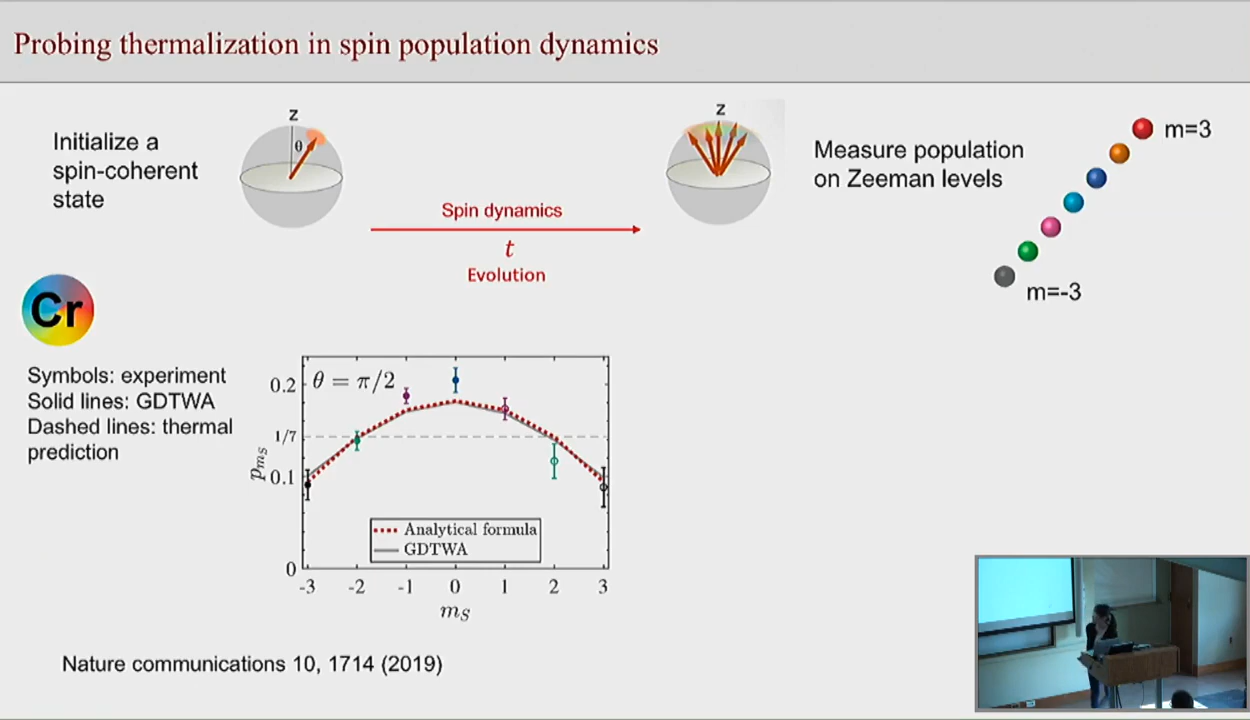 Probing thermalization in spin population dynamics
Initialize a
spin-coherent
state
z
θ
Spin dynamics
t
Evolution
z
Measure population
on Zeeman levels
m=3
m=-3
Cr
Symbols: experiment
Solid lines: GDTWA
Dashed lines: thermal
prediction
θ = π/2
0.2
1/7
0.1
0
p_{m_S}
Analytical formula
GDTWA
-3 -2 -1 0 1 2 3
m_S
Nature communications 10, 1714 (2019)